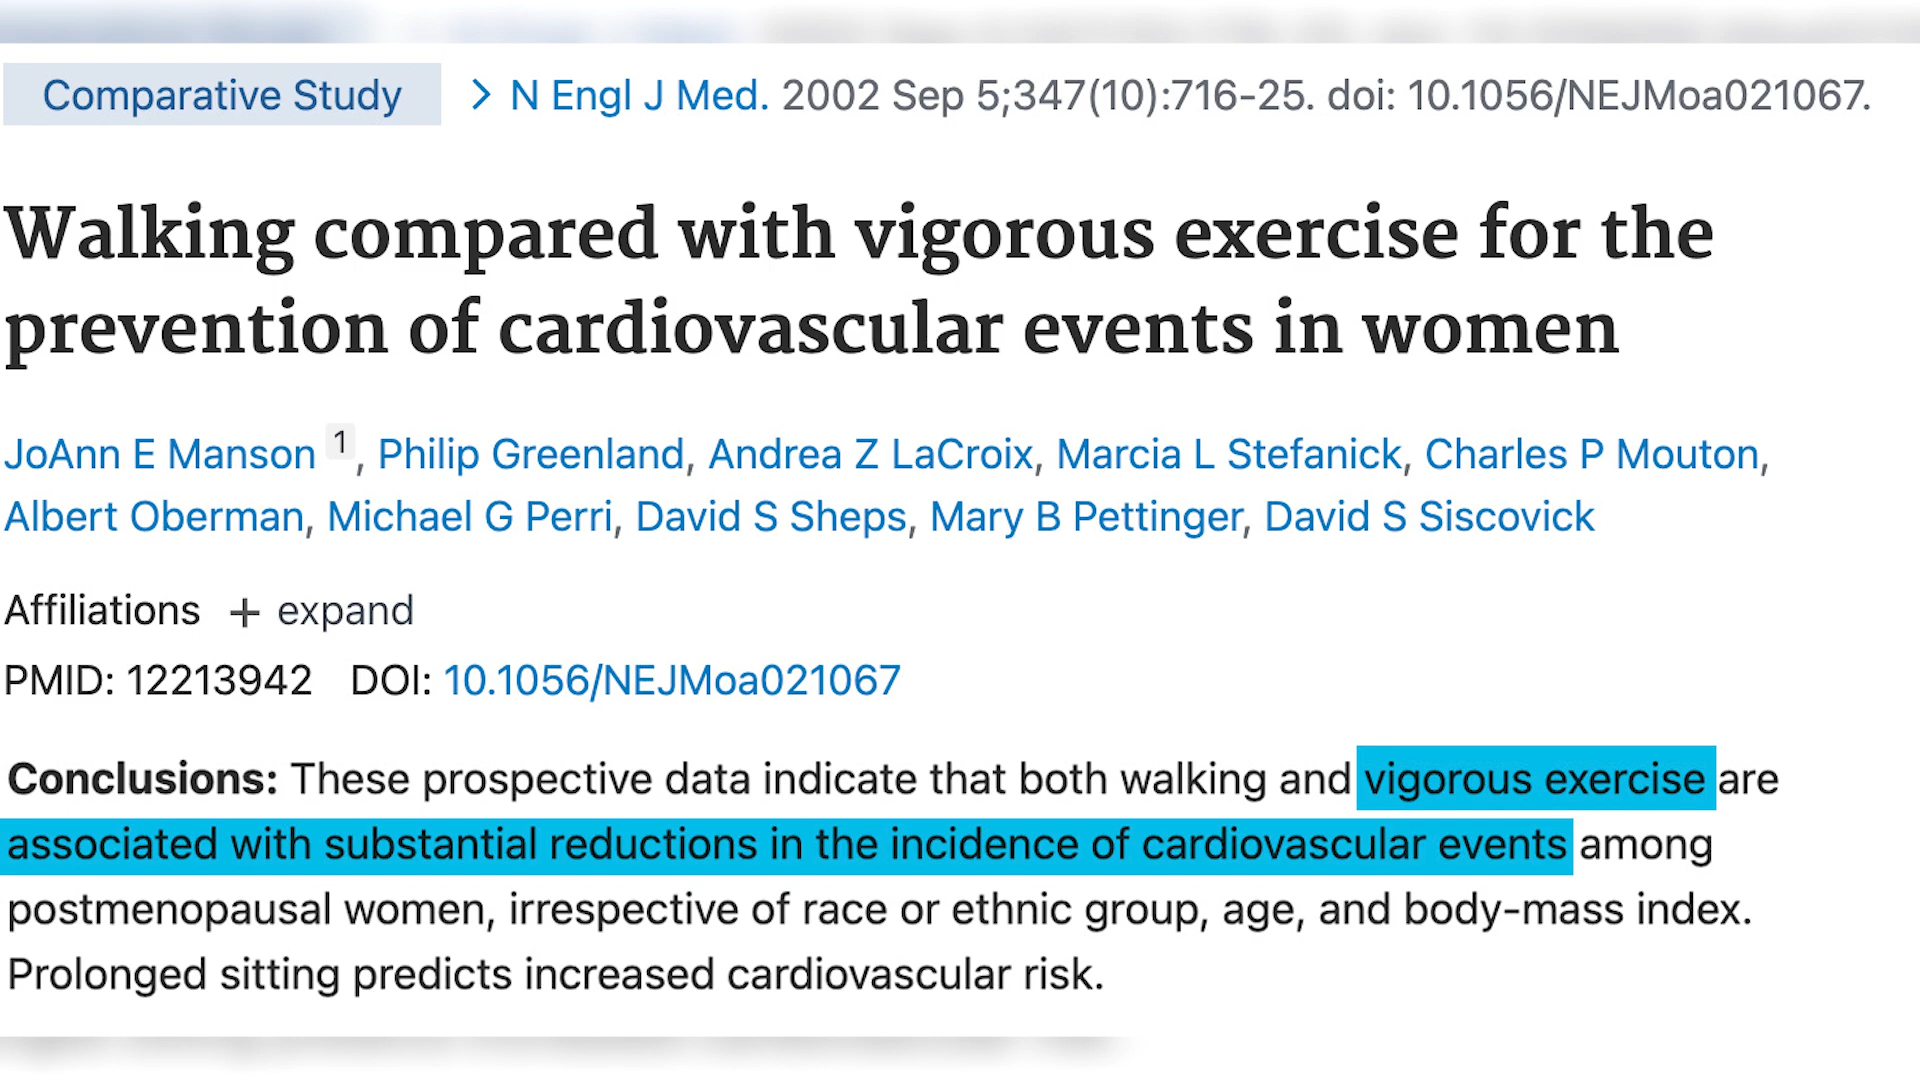 Comparative Study > N Engl J Med. 2002 Sep 5;347(10):716-25. doi: 10.1056/NEJMoa021067.
Walking compared with vigorous exercise for the
prevention of cardiovascular events in women
JoAnn E Manson 1, Philip Greenland, Andrea Z LaCroix, Marcia L Stefanick, Charles P Mouton,
Albert Oberman, Michael G Perri, David S Sheps, Mary B Pettinger, David S Siscovick
Affiliations + expand
PMID: 12213942 DOI: 10.1056/NEJMoa021067
Conclusions: These prospective data indicate that both walking and vigorous exercise are
associated with substantial reductions in the incidence of cardiovascular events among
postmenopausal women, irrespective of race or ethnic group, age, and body-mass index.
Prolonged sitting predicts increased cardiovascular risk.